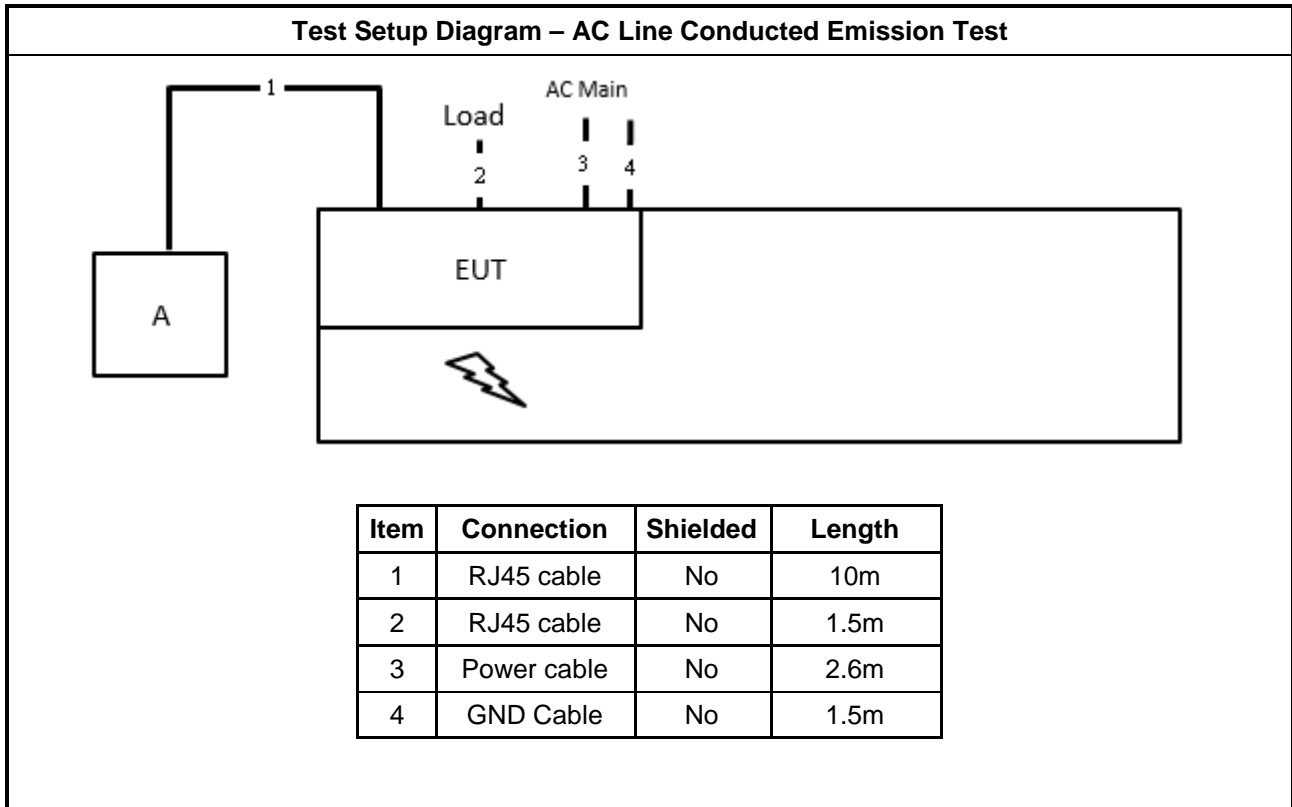 Test Setup Diagram – AC Line Conducted Emission Test
1
AC Main
Load
2
3
4
EUT
A
Item Connection Shielded Length
1 RJ45 cable No 10m
2 RJ45 cable No 1.5m
3 Power cable No 2.6m
4 GND Cable No 1.5m